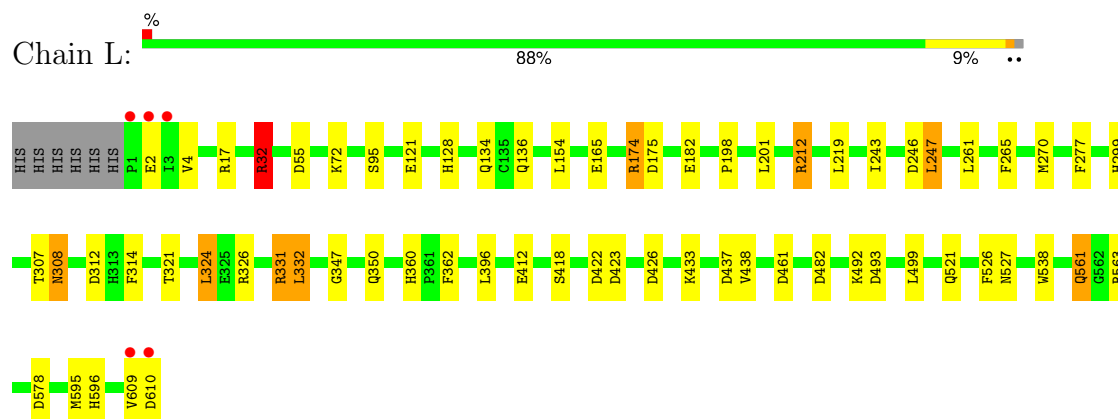 %
Chain L:
88% 9% ••
HIS HIS HIS HIS HIS HIS P1 E2 I3 V4 R17 R32 D55 K72 S95 E121 H128 Q134 C135 Q136 L154 E165 R174 D175 E182 P198 L201 R212 L219 I243 D246 L247 L261 F265 M270 F277 H299
T307 N308 D312 H313 F314 T321 L324 E325 R326 R331 L332 G347 Q350 H360 P361 F362 L396 E412 S418 D422 D423 D426 K433 D437 V438 D461 D482 K492 D493 L499 Q521 F526 N527 W538 Q561 G562
D578 M595 H596 V609 D610